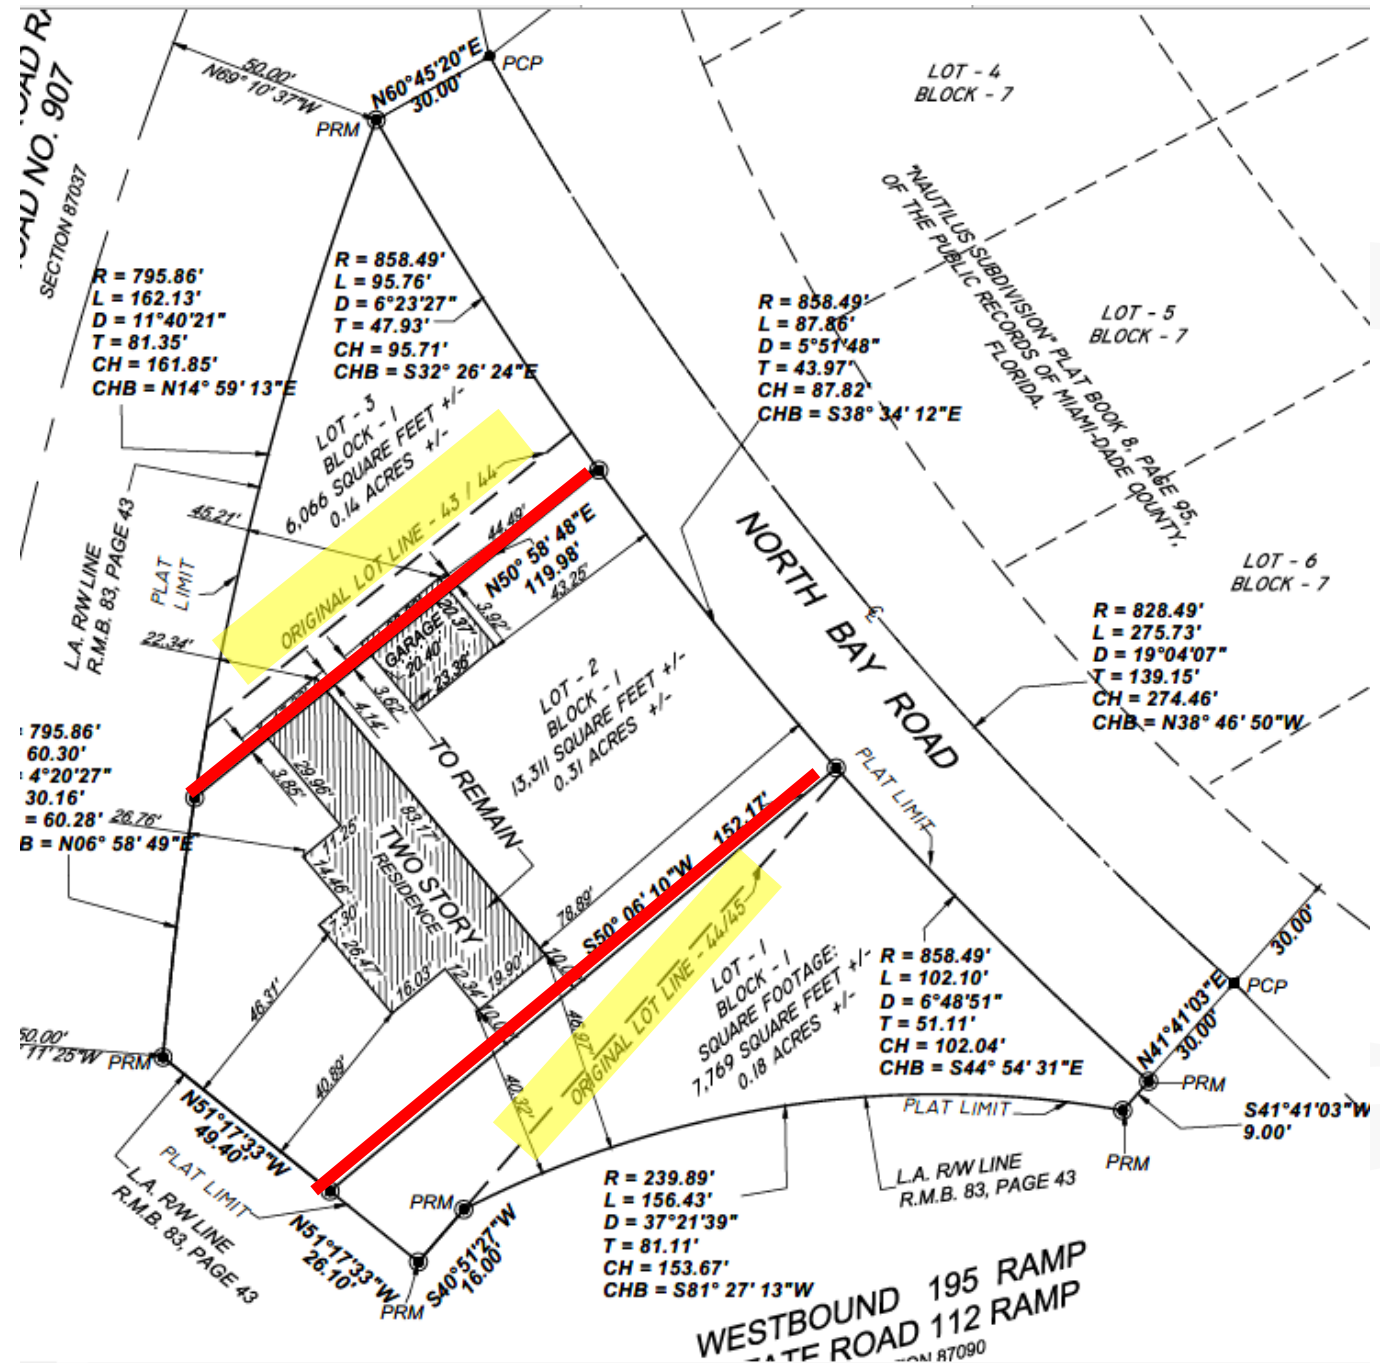 OAD NO. 907
SECTION 87037
50.00'
N69° 10'37"W
N60°45'20"E
30.00'
PCP
PRM
LOT - 4
BLOCK - 7
"NAUTILUS SUBDIVISION" PLAT BOOK 8, PAGE 95,
OF THE PUBLIC RECORDS OF MIAMI-DADE COUNTY,
FLORIDA.
LOT - 5
BLOCK - 7
LOT - 6
BLOCK - 7
R = 795.86'
L = 162.13'
D = 11°40'21"
T = 81.35'
CH = 161.85'
CHB = N14° 59' 13"E
R = 858.49'
L = 95.76'
D = 6°23'27"
T = 47.93'
CH = 95.71'
CHB = S32° 26' 24"E
R = 858.49'
L = 87.86'
D = 5°51'48"
T = 43.97'
CH = 87.82'
CHB = S38° 34' 12"E
LOT - 3
BLOCK - 1
6,066 SQUARE FEET +/-
0.14 ACRES +/-
ORIGINAL LOT LINE - 43 / 44
L.A. R/W LINE
R.M.B. 83, PAGE 43
PLAT
LIMIT
45.21'
22.34'
44.49'
N50° 58' 48"E
119.98'
43.25'
3.92'
GARAGE
20.37'
20.40'
23.36'
3.62'
4.14'
3.85'
TO REMAIN
LOT - 2
BLOCK - 1
13,311 SQUARE FEET +/-
0.31 ACRES +/-
NORTH BAY ROAD
R = 828.49'
L = 275.73'
D = 19°04'07"
T = 139.15'
CH = 274.46'
CHB = N38° 46' 50"W
795.86'
60.30'
4°20'27"
30.16'
= 60.28'
B = N06° 58' 49"E
26.76'
29.96'
83.17'
11.25'
14.46'
7.30'
26.47'
16.03'
12.34'
19.90'
TWO STORY
RESIDENCE
78.89'
S50° 06' 10"W
152.17'
PLAT LIMIT
ORIGINAL LOT LINE - 44/45
LOT - 1
BLOCK - 1
SQUARE FOOTAGE:
7,769 SQUARE FEET +/-
0.18 ACRES +/-
R = 858.49'
L = 102.10'
D = 6°48'51"
T = 51.11'
CH = 102.04'
CHB = S44° 54' 31"E
30.00'
PCP
N41°41'03"E
30.00'
PRM
S41°41'03"W
9.00'
PLAT LIMIT
PRM
46.31'
40.89'
46.97'
40.32'
50.00'
11'25"W
PRM
N51°17'33"W
49.40'
PLAT LIMIT
L.A. R/W LINE
R.M.B. 83, PAGE 43
N51°17'33"W
26.10'
PRM
PRM
S40°51'27"W
16.00'
R = 239.89'
L = 156.43'
D = 37°21'39"
T = 81.11'
CH = 153.67'
CHB = S81° 27' 13"W
L.A. R/W LINE
R.M.B. 83, PAGE 43
WESTBOUND 195 RAMP
ROAD 112 RAMP
87090